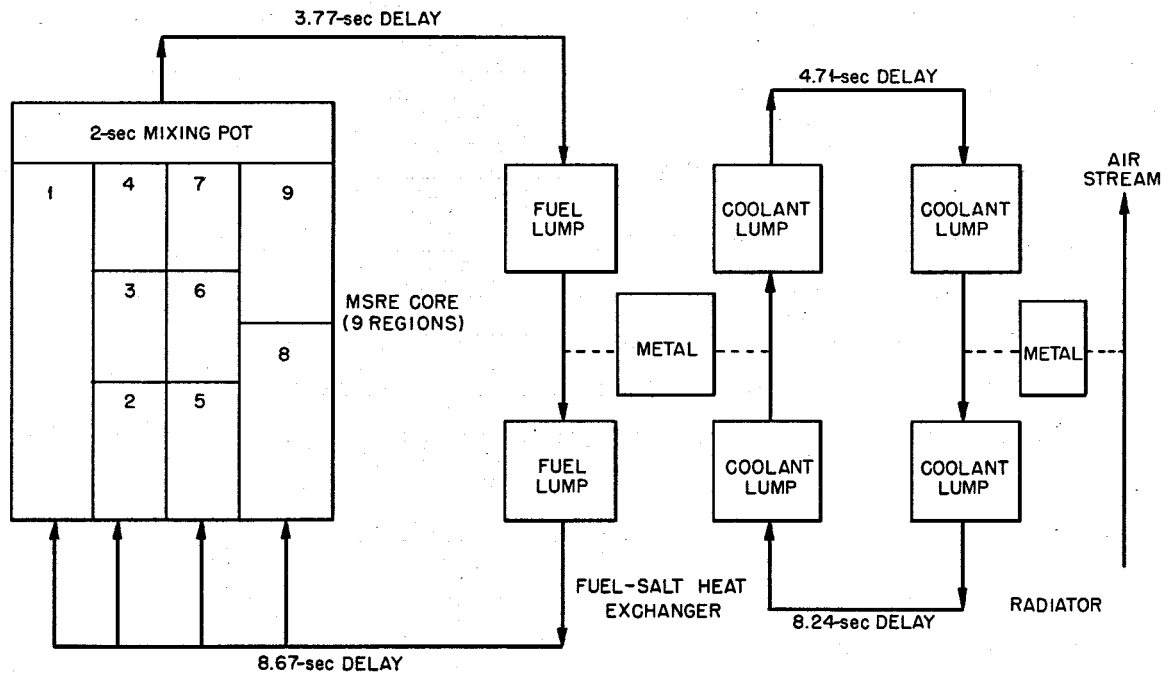 3.77-sec DELAY
4.71-sec DELAY
2-sec MIXING POT
1
4
7
9
3
6
8
2
5
MSRE CORE
(9 REGIONS)
FUEL
LUMP
COOLANT
LUMP
COOLANT
LUMP
AIR
STREAM
METAL
METAL
FUEL
LUMP
COOLANT
LUMP
COOLANT
LUMP
FUEL-SALT HEAT
EXCHANGER
RADIATOR
8.24-sec DELAY
8.67-sec DELAY